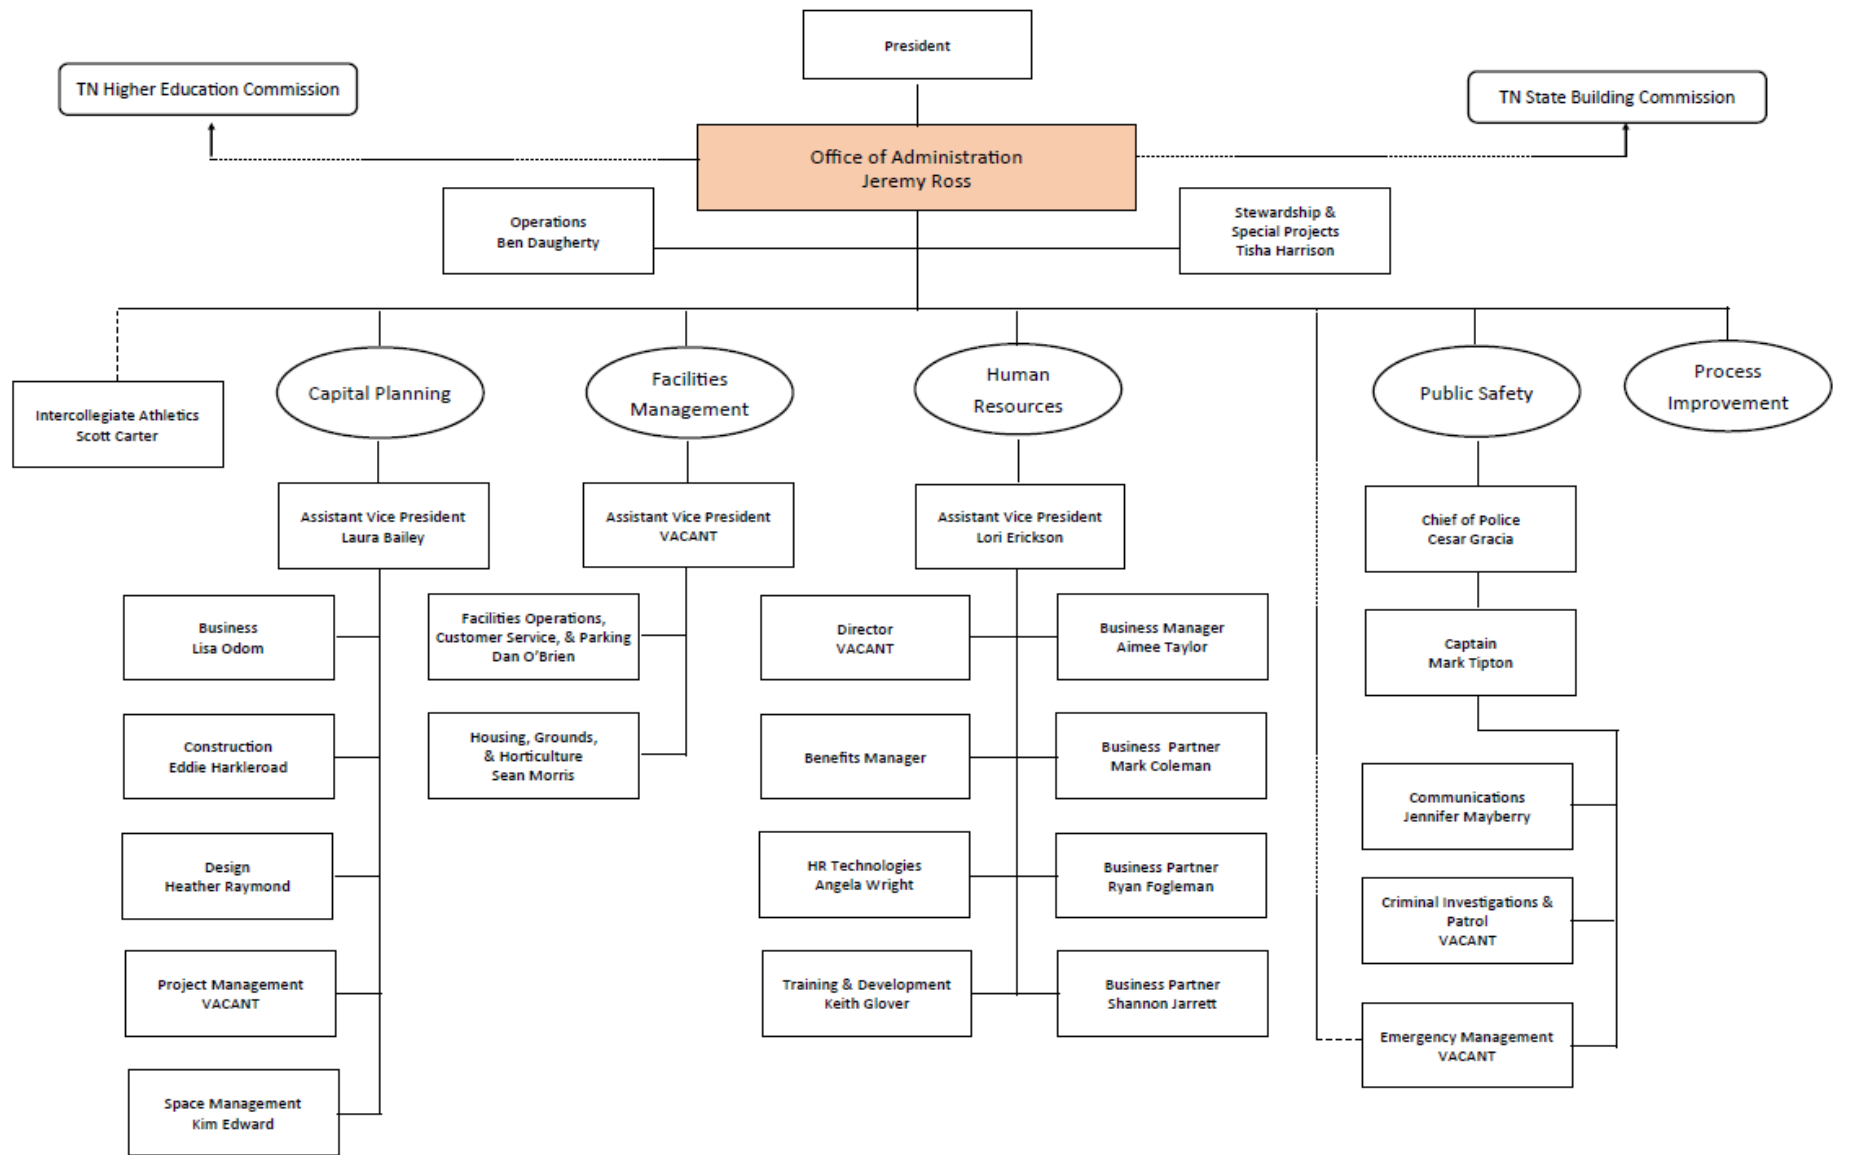 President
TN Higher Education Commission
TN State Building Commission
Office of Administration
Jeremy Ross
Operations
Ben Daugherty
Stewardship &
Special Projects
Tisha Harrison
Intercollegiate Athletics
Scott Carter
Capital Planning
Facilities
Management
Human
Resources
Public Safety
Process
Improvement
Assistant Vice President
Laura Bailey
Assistant Vice President
VACANT
Assistant Vice President
Lori Erickson
Chief of Police
Cesar Gracia
Business
Lisa Odom
Facilities Operations,
Customer Service, & Parking
Dan O’Brien
Director
VACANT
Business Manager
Aimee Taylor
Captain
Mark Tipton
Construction
Eddie Harkleroad
Housing, Grounds,
& Horticulture
Sean Morris
Benefits Manager
Business Partner
Mark Coleman
Communications
Jennifer Mayberry
Design
Heather Raymond
HR Technologies
Angela Wright
Business Partner
Ryan Fogleman
Criminal Investigations &
Patrol
VACANT
Project Management
VACANT
Training & Development
Keith Glover
Business Partner
Shannon Jarrett
Emergency Management
VACANT
Space Management
Kim Edward